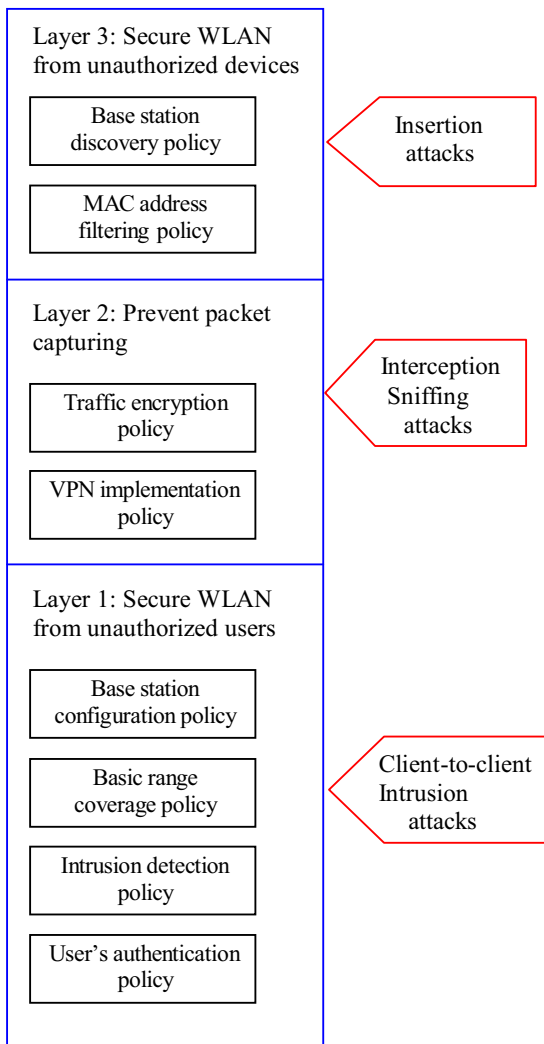 Layer 3: Secure WLAN
from unauthorized devices
Base station
discovery policy
MAC address
filtering policy
Insertion
attacks
Layer 2: Prevent packet
capturing
Traffic encryption
policy
VPN implementation
policy
Interception
Sniffing
attacks
Layer 1: Secure WLAN
from unauthorized users
Base station
configuration policy
Basic range
coverage policy
Intrusion detection
policy
User’s authentication
policy
Client-to-client
Intrusion
attacks